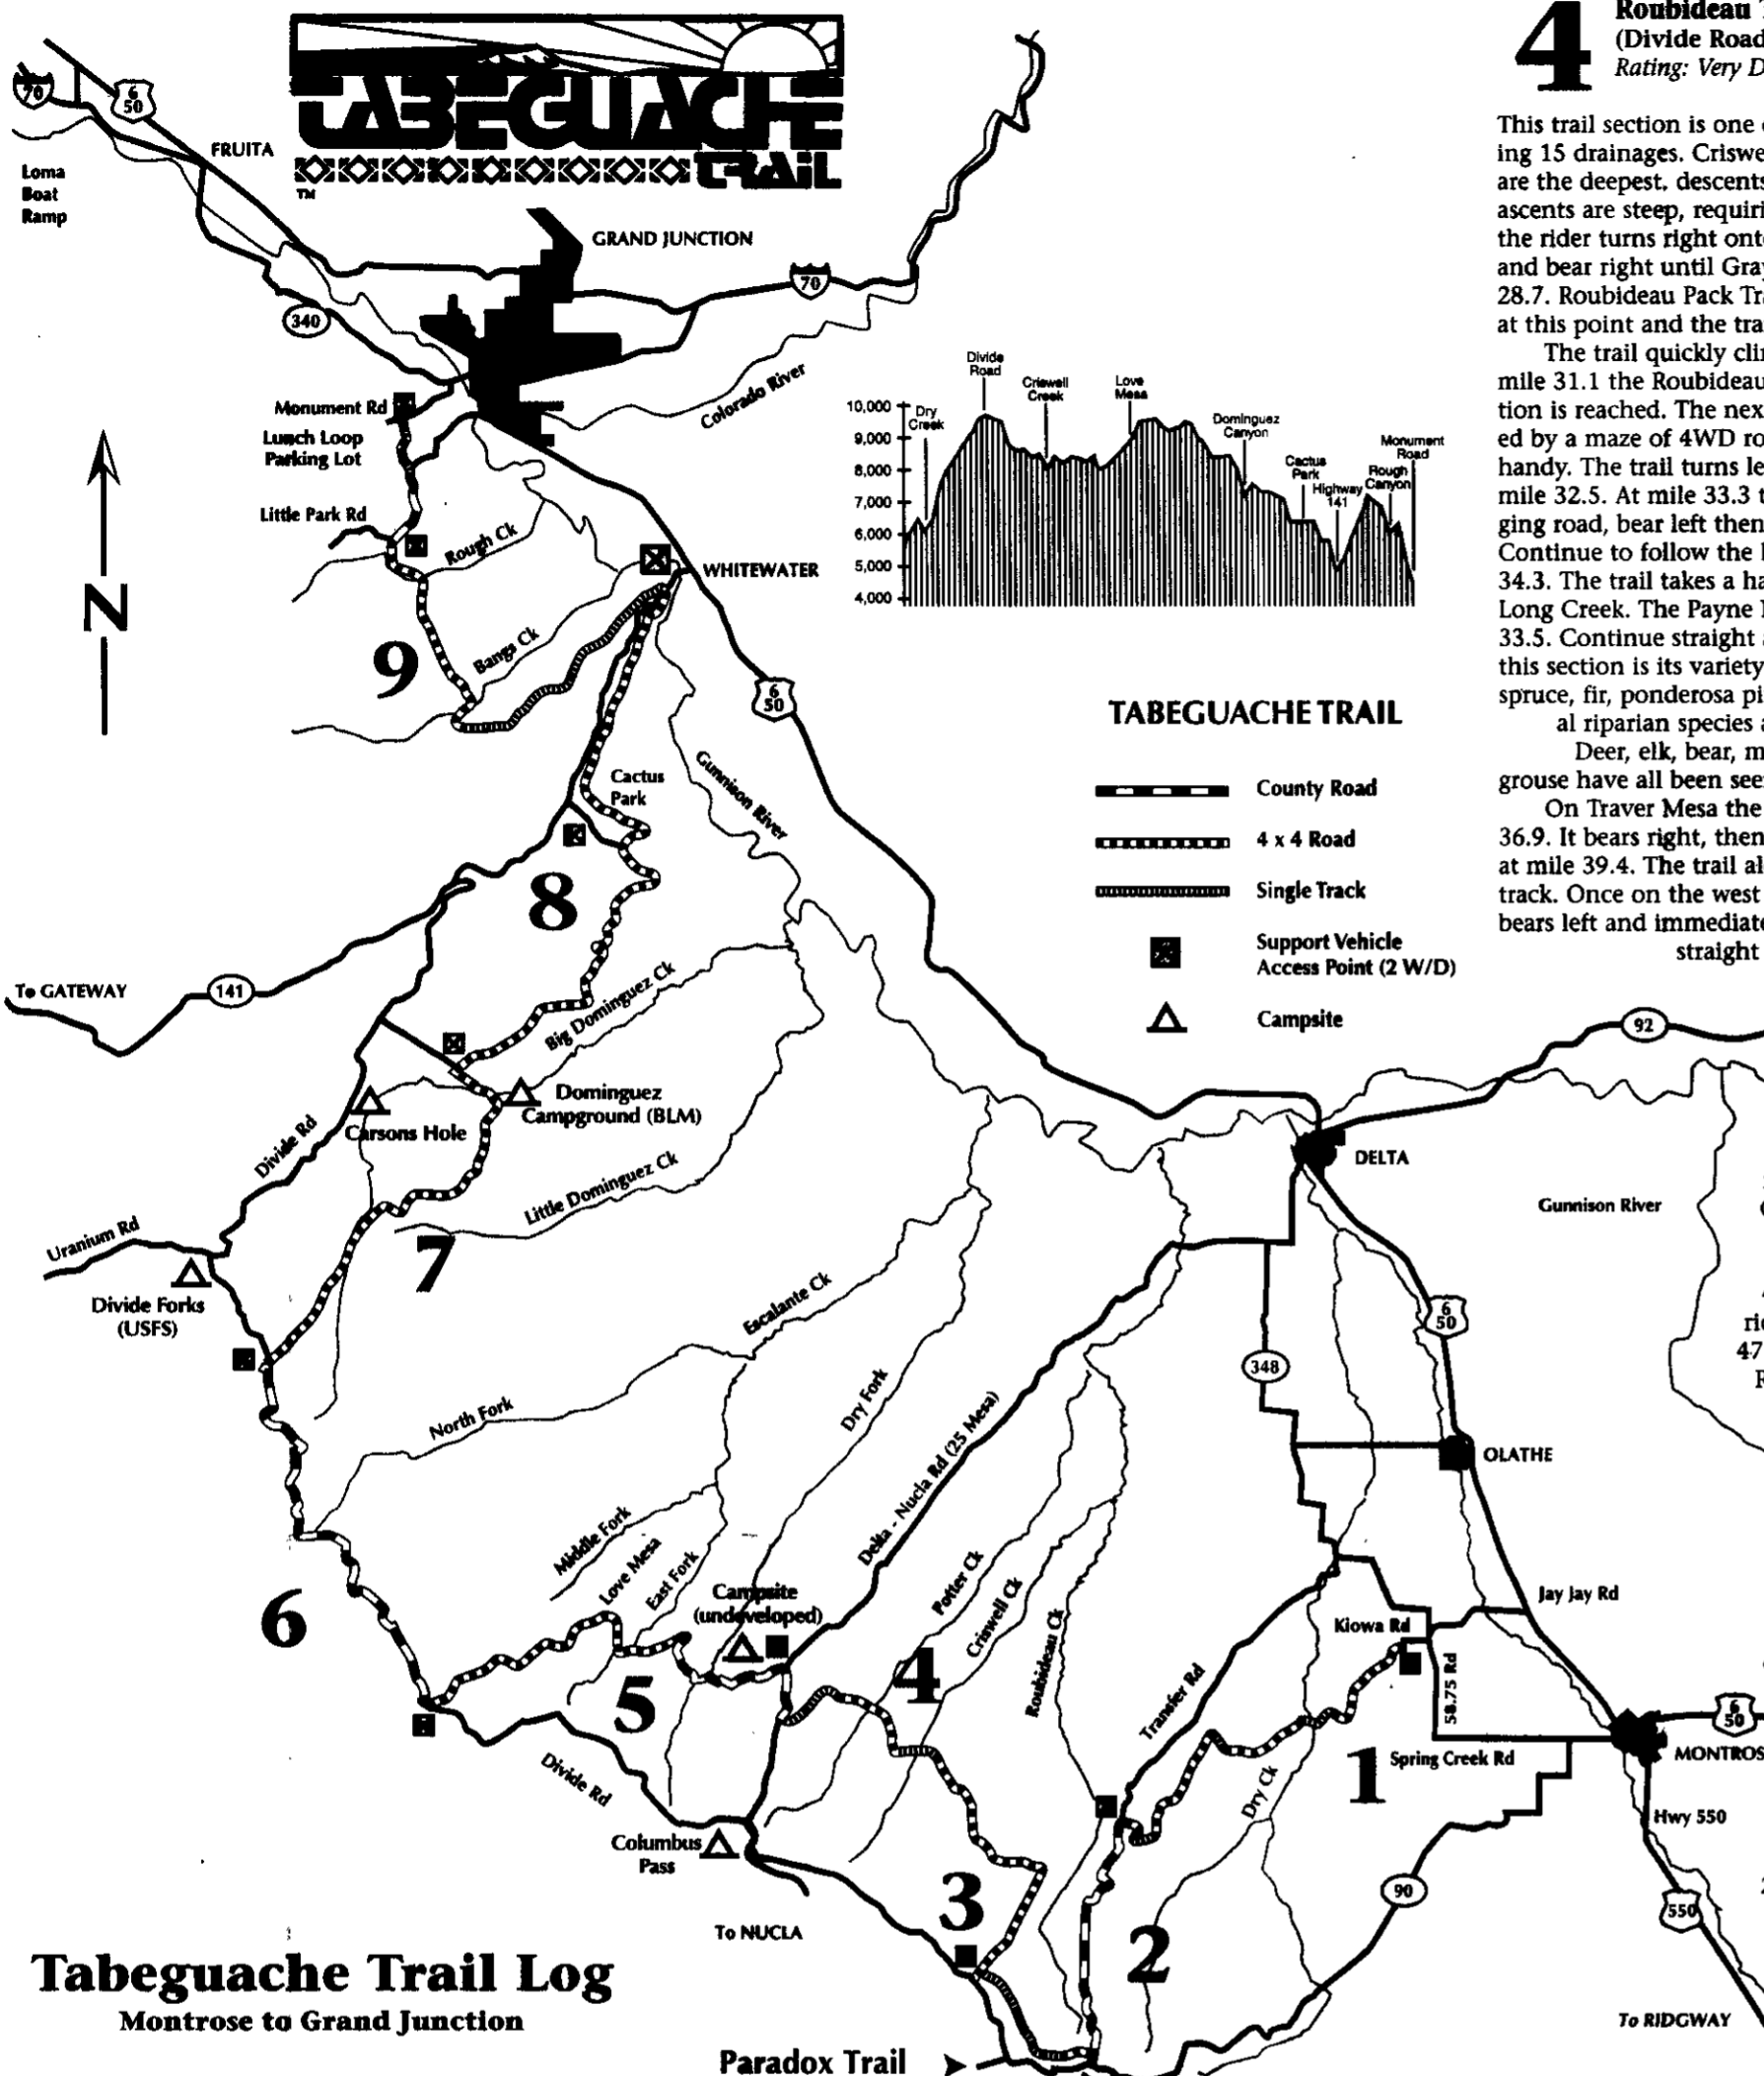 TABEGUACHE
TRAIL
TM
70
6
50
FRUITA
Loma
Boat
Ramp
GRAND JUNCTION
70
340
Colorado River
Monument Rd
Lunch Loop
Parking Lot
Little Park Rd
Rough Ck
N
WHITEWATER
Bangs Ck
9
6
50
Gunnison River
Cactus
Park
8
To GATEWAY
141
Big Dominguez Ck
Dominguez
Campground (BLM)
Carsons Hole
Divide Rd
Little Dominguez Ck
Uranium Rd
7
Divide Forks
(USFS)
Escalante Ck
North Fork
Dry Fork
Delta - Nucla Rd (25 Mesa)
Middle Fork
Love Mesa
East Fork
Campsite
(undeveloped)
6
5
Potter Ck
Criswell Ck
4
Roubideau Ck
Transfer Rd
Divide Rd
Columbus
Pass
3
To NUCLA
2
Dry Ck
1
Kiowa Rd
58.75 Rd
Spring Creek Rd
Jay Jay Rd
90
Hwy 550
550
6
50
MONTROS
To RIDGWAY
OLATHE
348
6
50
DELTA
92
Gunnison River
Paradox Trail
Tabeguache Trail Log
Montrose to Grand Junction
10,000
9,000
8,000
7,000
6,000
5,000
4,000
Dry
Creek
Divide
Road
Criswell
Creek
Love
Mesa
Dominguez
Canyon
Cactus
Park
Highway
141
Rough
Canyon
Monument
Road
TABEGUACHE TRAIL
County Road
4 x 4 Road
Single Track
Support Vehicle
Access Point (2 W/D)
Campsite
4
Roubideau
(Divide Road
Rating: Very D
This trail section is one
ing 15 drainages. Criswe
are the deepest, descents
ascents are steep, requiri
the rider turns right ont
and bear right until Gra
28.7. Roubideau Pack Tr
at this point and the tra
The trail quickly cli
mile 31.1 the Roubideau
tion is reached. The nex
ed by a maze of 4WD ro
handy. The trail turns le
mile 32.5. At mile 33.3 t
ging road, bear left then
Continue to follow the
34.3. The trail takes a ha
Long Creek. The Payne
33.5. Continue straight
this section is its variety
spruce, fir, ponderosa pi
al riparian species
Deer, elk, bear, m
grouse have all been see
On Traver Mesa the
36.9. It bears right, then
at mile 39.4. The trail al
track. Once on the west
bears left and immediate
straight
ri
47
R